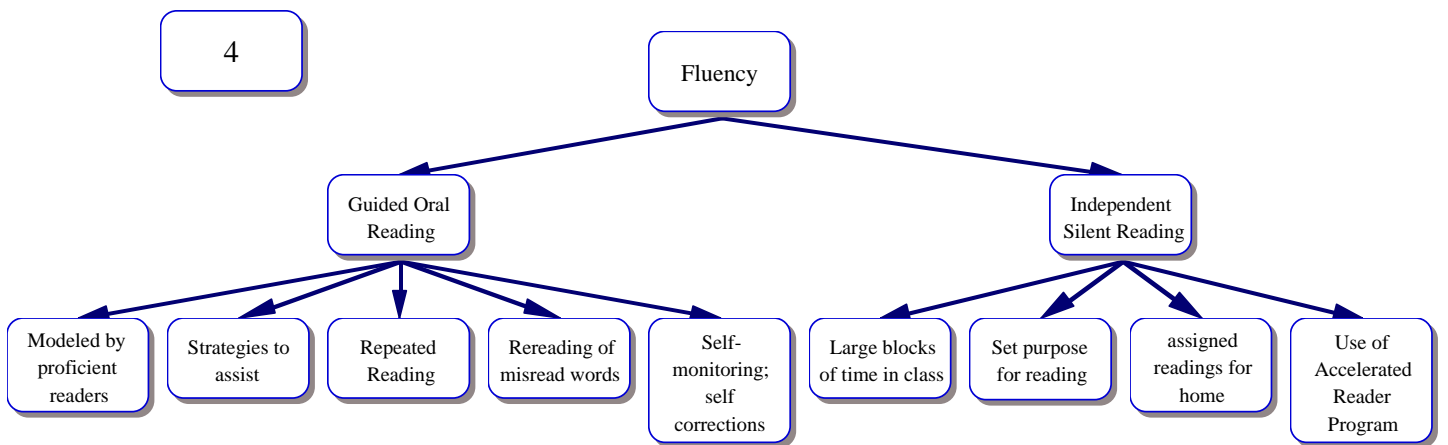 4
Fluency
Guided Oral
Reading
Independent
Silent Reading
Modeled by
proficient
readers
Strategies to
assist
Repeated
Reading
Rereading of
misread words
Self-
monitoring;
self
corrections
Large blocks
of time in class
Set purpose
for reading
assigned
readings for
home
Use of
Accelerated
Reader
Program